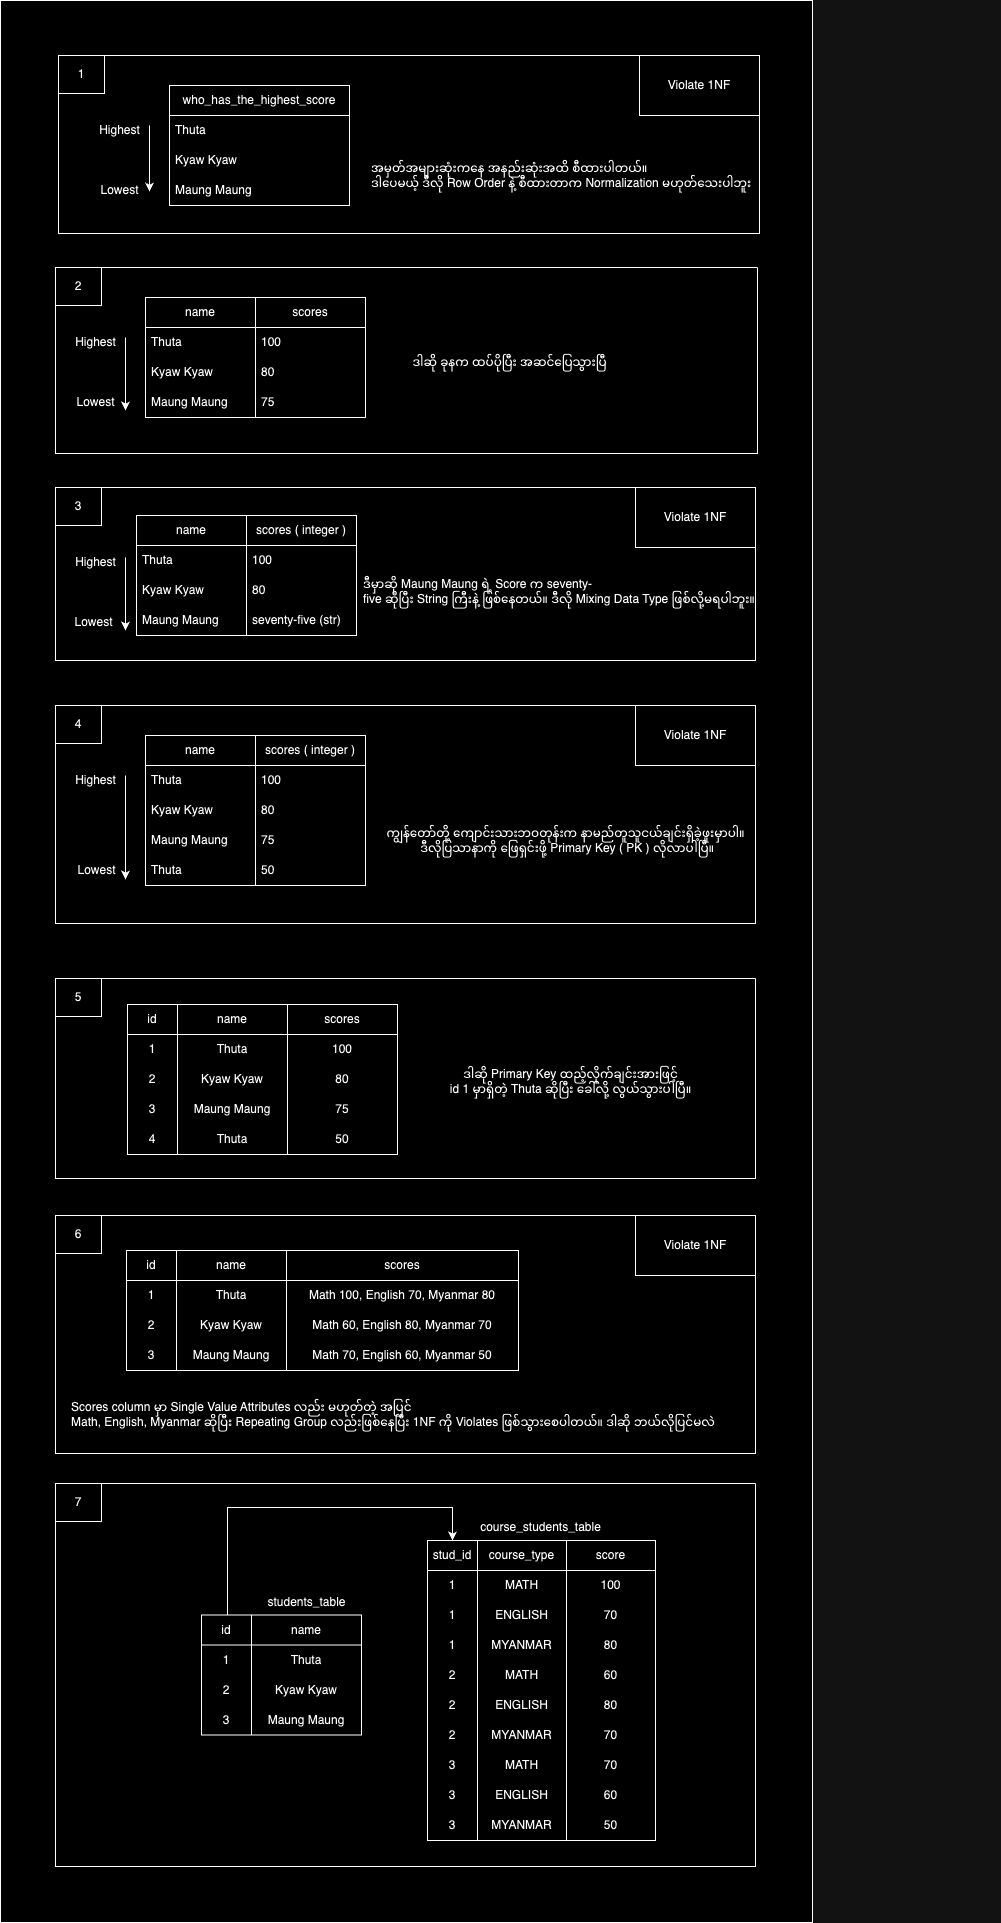 1
Violate 1NF
who_has_the_highest_score
Highest
Thuta
Kyaw Kyaw
Lowest
Maung Maung
အမှတ်အများဆုံးကနေ အနည်းဆုံးအထိ စီထားပါတယ်။
ဒါပေမယ့် ဒီလို Row Order နဲ့ စီထားတာက Normalization မဟုတ်သေးပါဘူး
2
name scores
Highest
Thuta 100
Kyaw Kyaw 80
Lowest
Maung Maung 75
ဒါဆို ခုနက ထပ်ပိုပြီး အဆင်ပြေသွားပြီ
3
Violate 1NF
name scores ( integer )
Highest
Thuta 100
Kyaw Kyaw 80
Lowest
Maung Maung seventy-five (str)
ဒီမှာဆို Maung Maung ရဲ့ Score က seventy-
five ဆိုပြီး String ကြီးနဲ့ ဖြစ်နေတယ်။ ဒီလို Mixing Data Type ဖြစ်လို့မရပါဘူး။
4
Violate 1NF
name scores ( integer )
Highest
Thuta 100
Kyaw Kyaw 80
Maung Maung 75
Lowest
Thuta 50
ကျွန်တော်တို့ ကျောင်းသားဘဝတုန်းက နာမည်တူသူငယ်ချင်းရှိခဲ့ဖူးမှာပါ။
ဒီလိုပြသာနာကို ဖြေရှင်းဖို့ Primary Key ( PK ) လိုလာပါပြီ။
5
id name scores
1 Thuta 100
2 Kyaw Kyaw 80
3 Maung Maung 75
4 Thuta 50
ဒါဆို Primary Key ထည့်လိုက်ချင်းအားဖြင့်
id 1 မှာရှိတဲ့ Thuta ဆိုပြီး ခေါ်လို့ လွယ်သွားပါပြီ။
6
Violate 1NF
id name scores
1 Thuta Math 100, English 70, Myanmar 80
2 Kyaw Kyaw Math 60, English 80, Myanmar 70
3 Maung Maung Math 70, English 60, Myanmar 50
Scores column မှာ Single Value Attributes လည်း မဟုတ်တဲ့ အပြင်
Math, English, Myanmar ဆိုပြီး Repeating Group လည်းဖြစ်နေပြီး 1NF ကို Violates ဖြစ်သွားစေပါတယ်။ ဒါဆို ဘယ်လိုပြင်မလဲ
7
students_table
id name
1 Thuta
2 Kyaw Kyaw
3 Maung Maung
course_students_table
stud_id course_type score
1 MATH 100
1 ENGLISH 70
1 MYANMAR 80
2 MATH 60
2 ENGLISH 80
2 MYANMAR 70
3 MATH 70
3 ENGLISH 60
3 MYANMAR 50